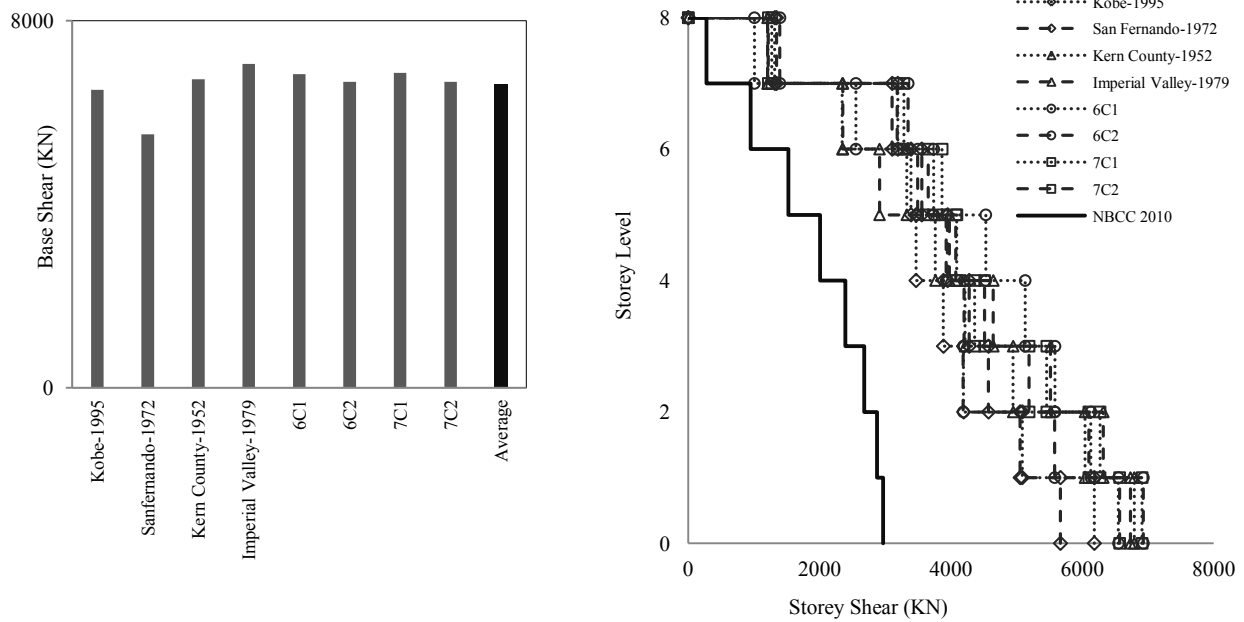 8000
0
Base Shear (KN)
Kobe-1995
Sanfernando-1972
Kern County-1952
Imperial Valley-1979
6C1
6C2
7C1
7C2
Average
8
6
4
2
0
Storey Level
0 2000 4000 6000 8000
Storey Shear (KN)
Kobe-1995
San Fernando-1972
Kern County-1952
Imperial Valley-1979
6C1
6C2
7C1
7C2
NBCC 2010